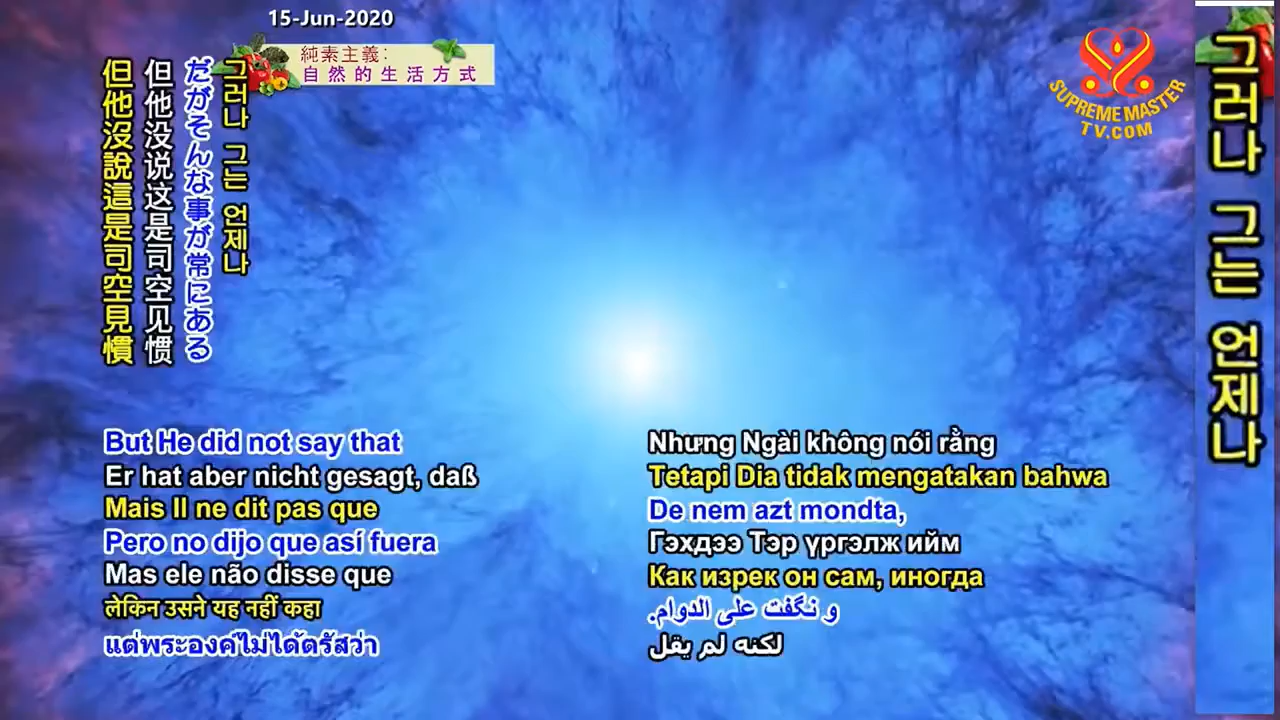 15-Jun-2020
純素主義:
自然的生活方式
SUPREME MASTER
TV.COM
但他沒說這是司空見慣
但他没说这是司空见惯
だがそんな事が常にある
그러나 그는 언제나
그러나 그는 언제나
But He did not say that
Er hat aber nicht gesagt, daß
Mais Il ne dit pas que
Pero no dijo que así fuera
Mas ele não disse que
लेकिन उसने यह नहीं कहा
แต่พระองค์ไม่ได้ตรัสว่า
Nhưng Ngài không nói rằng
Tetapi Dia tidak mengatakan bahwa
De nem azt mondta,
Гэхдээ Тэр үргэлж ийм
Как изрек он сам, иногда
و نگفت علی الدوام.
لكنه لم يقل